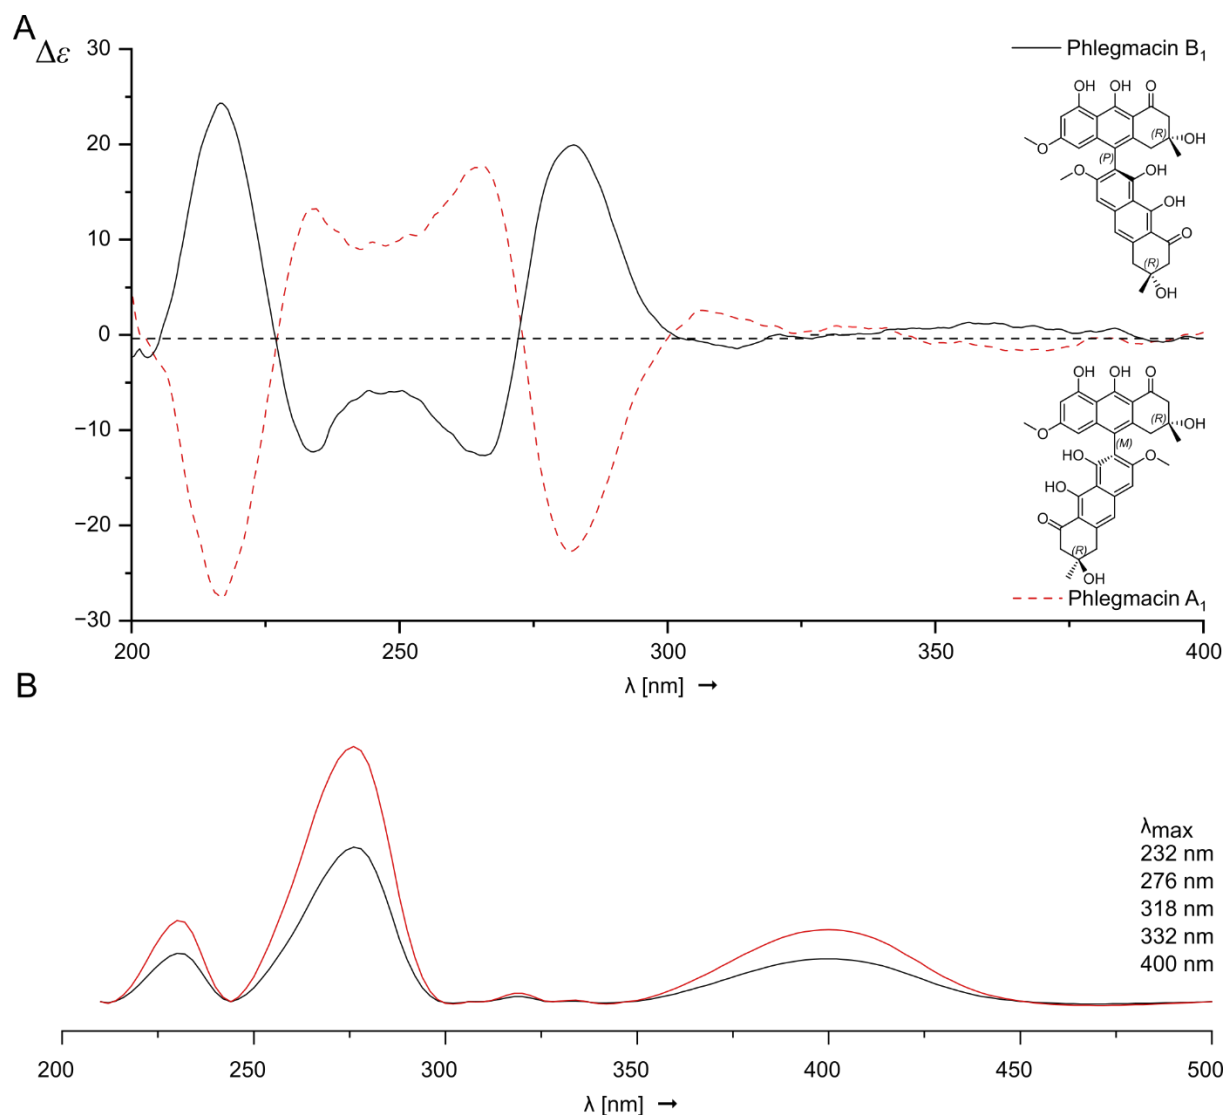 A
Δε
30
20
10
0
−10
−20
−30
200
250
300
350
400
λ [nm] →
Phlegmacin B₁
OH OH O
(R)
OH
O
(P)
O
OH
OH
O
(R)
OH
OH OH O
(R)
OH
O
(M)
HO
O
HO
O
(R)
OH
Phlegmacin A₁
B
λmax
232 nm
276 nm
318 nm
332 nm
400 nm
200
250
300
350
400
450
500
λ [nm] →